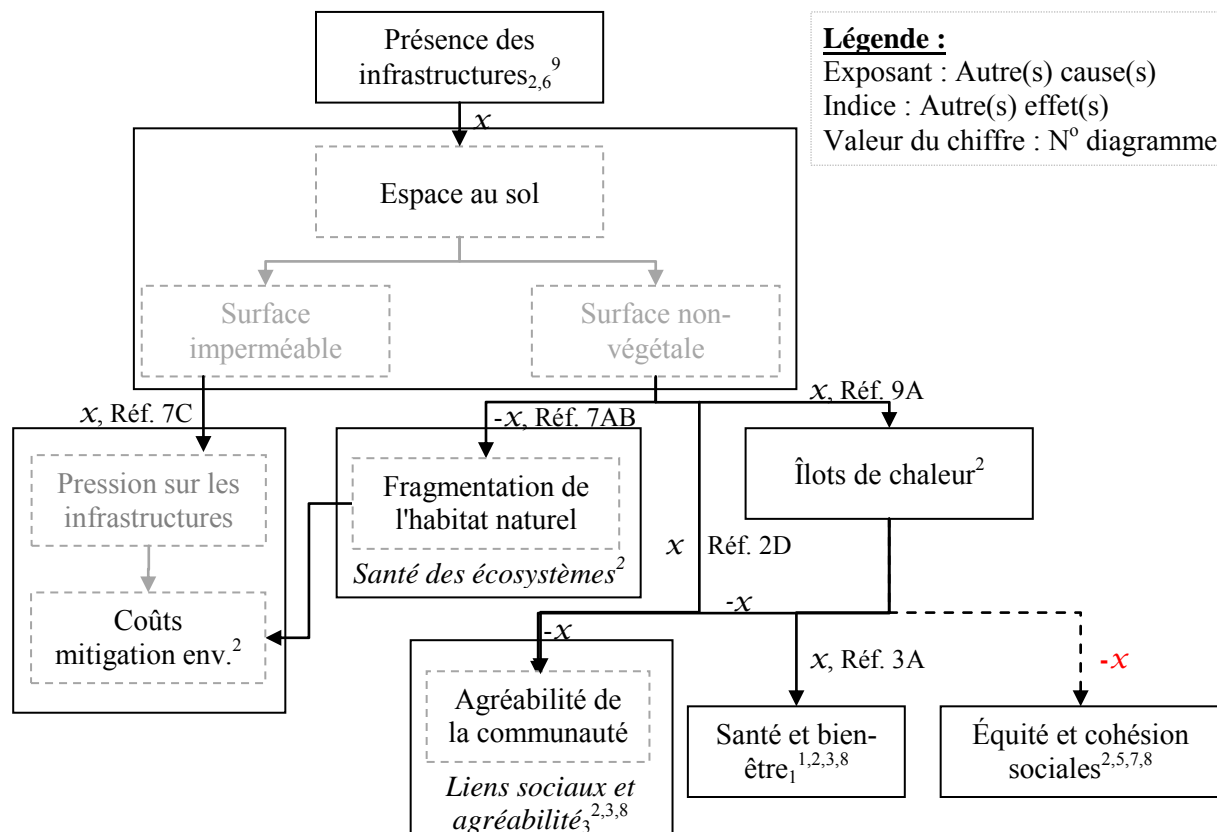 Présence des
infrastructures2,6 9
Légende :
Exposant : Autre(s) cause(s)
Indice : Autre(s) effet(s)
Valeur du chiffre : No diagramme
x
Espace au sol
Surface
imperméable
Surface non-
végétale
x, Réf. 7C
-x, Réf. 7AB
x, Réf. 9A
Pression sur les
infrastructures
Fragmentation de
l'habitat naturel
Santé des écosystèmes2
Îlots de chaleur2
x Réf. 2D
Coûts
mitigation env.2
-x
-x
x, Réf. 3A
-x
Agréabilité de
la communauté
Liens sociaux et
agréabilité3 2,3,8
Santé et bien-
être1 1,2,3,8
Équité et cohésion
sociales2,5,7,8